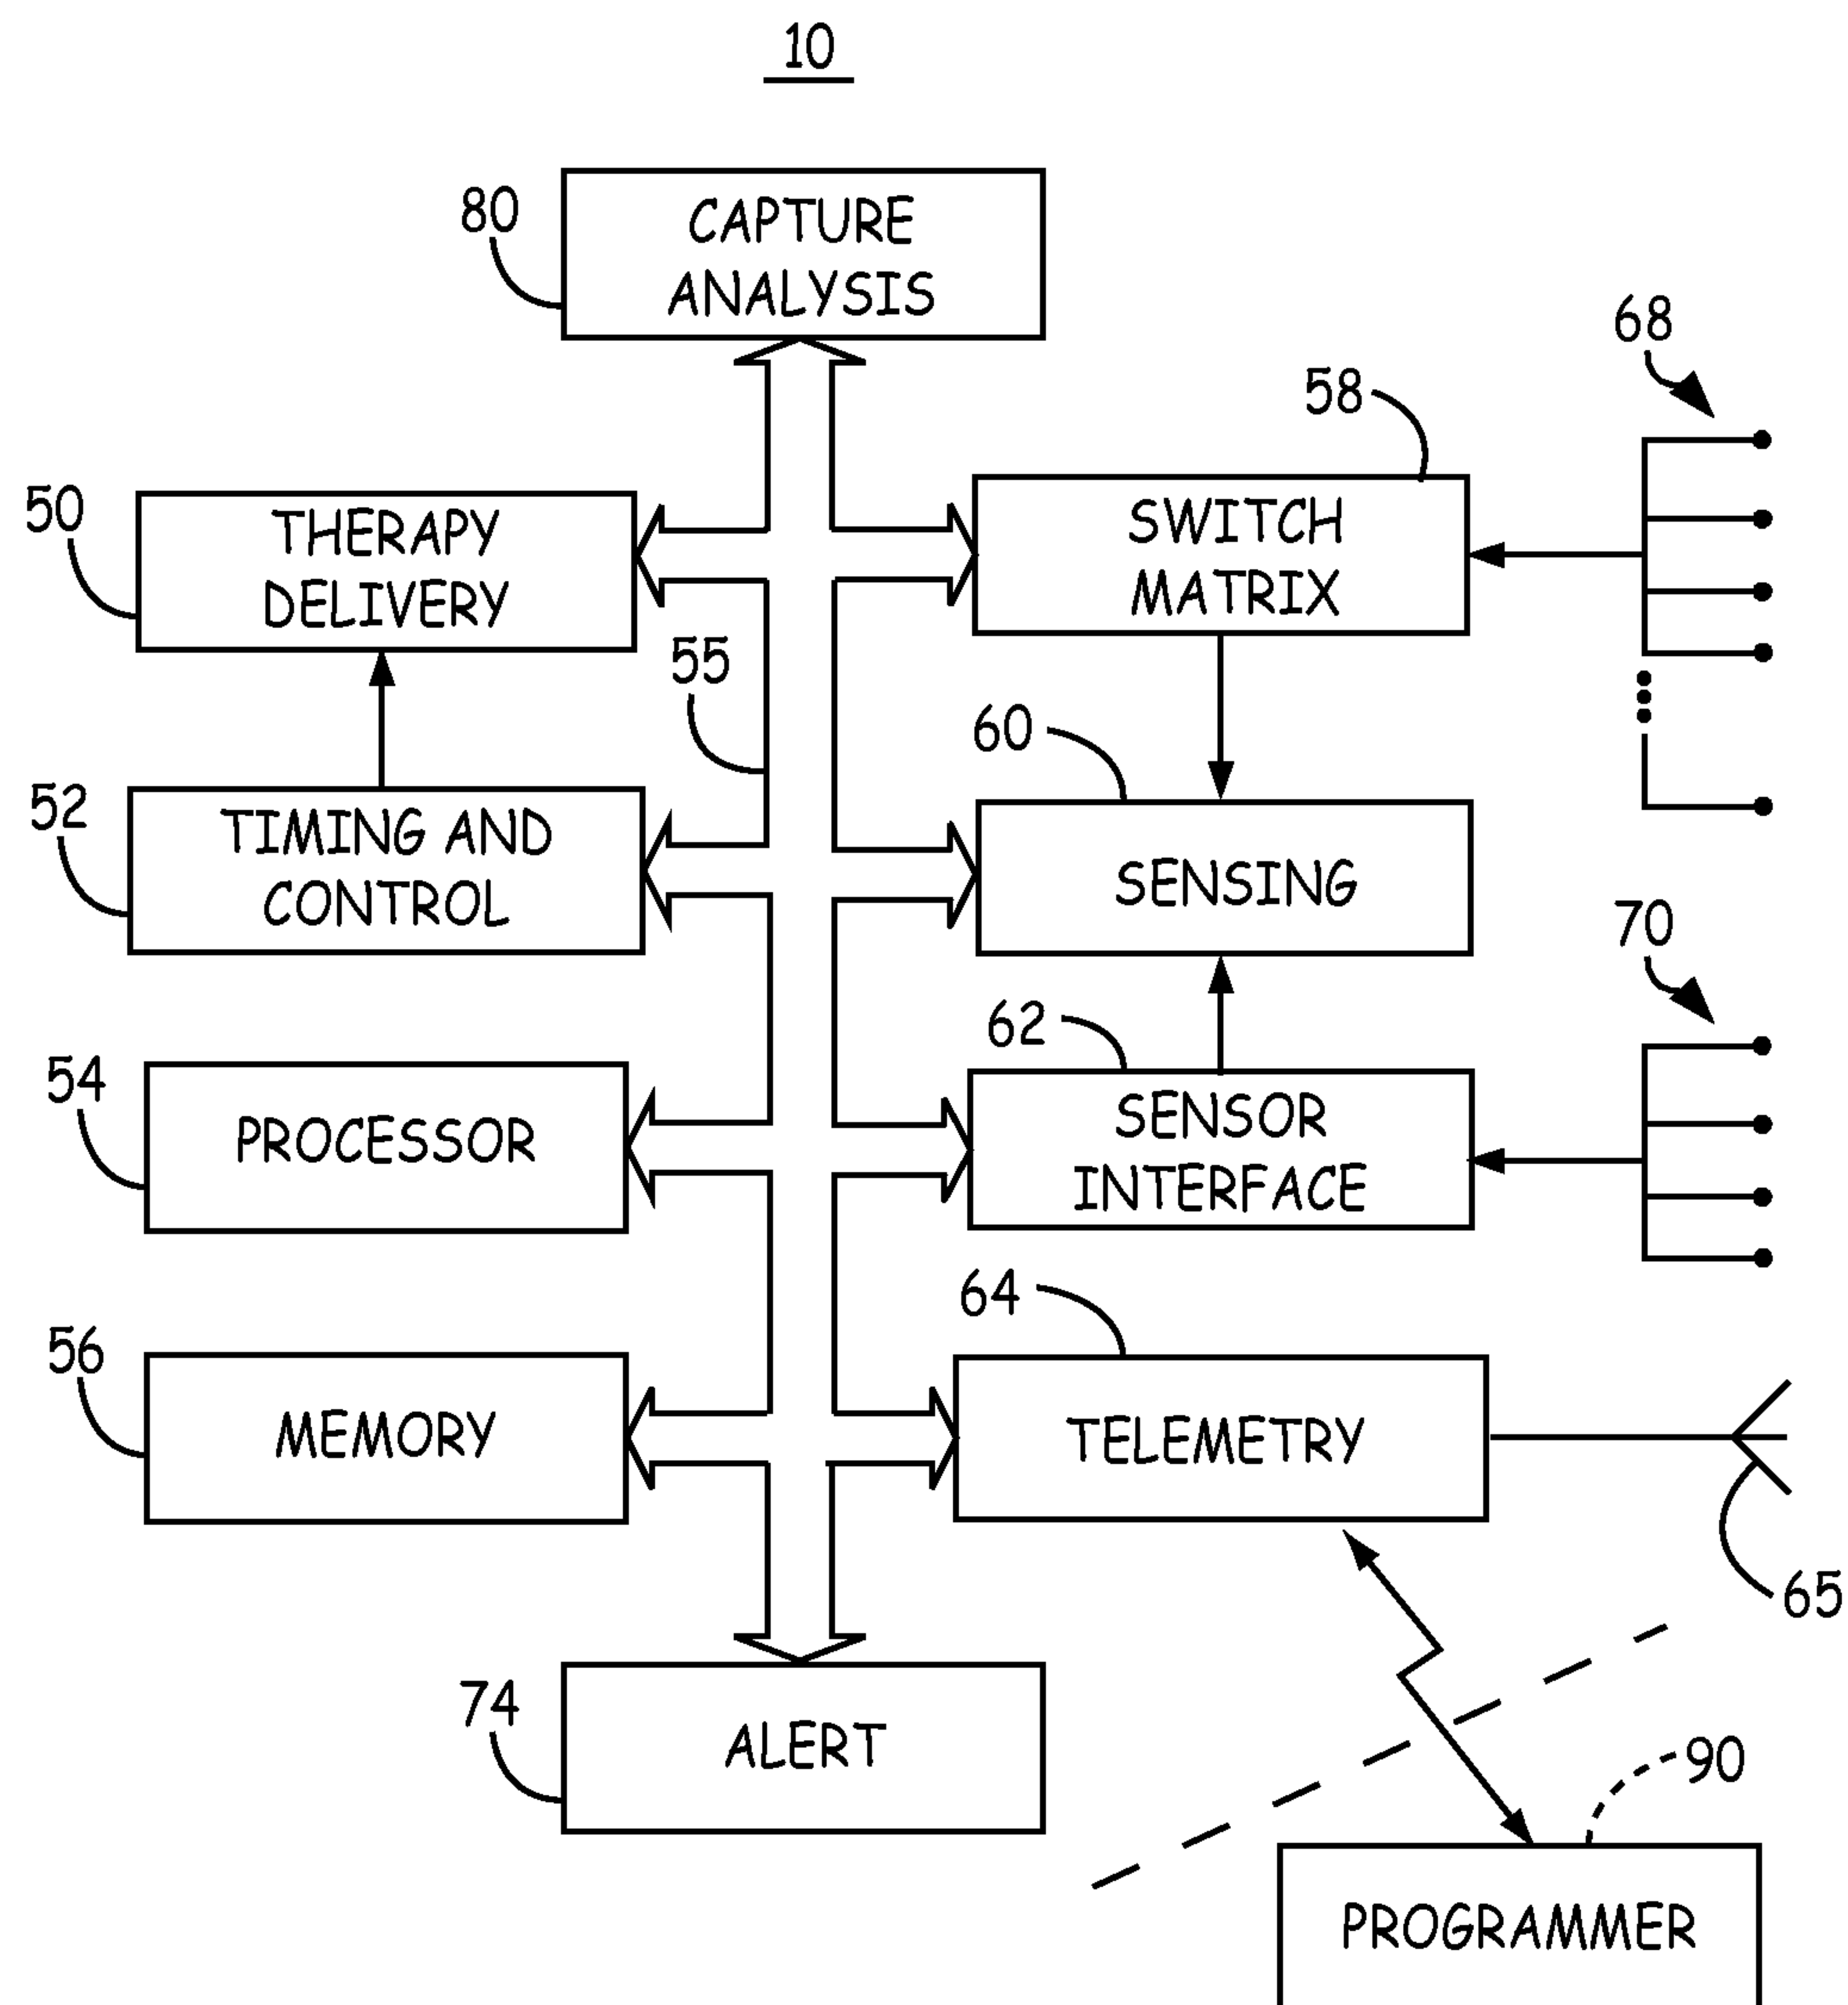 10
80
CAPTURE
ANALYSIS
68
58
50
THERAPY
DELIVERY
SWITCH
MATRIX
55
60
52
TIMING AND
CONTROL
SENSING
70
62
54
PROCESSOR
SENSOR
INTERFACE
64
56
MEMORY
TELEMETRY
65
74
ALERT
90
PROGRAMMER